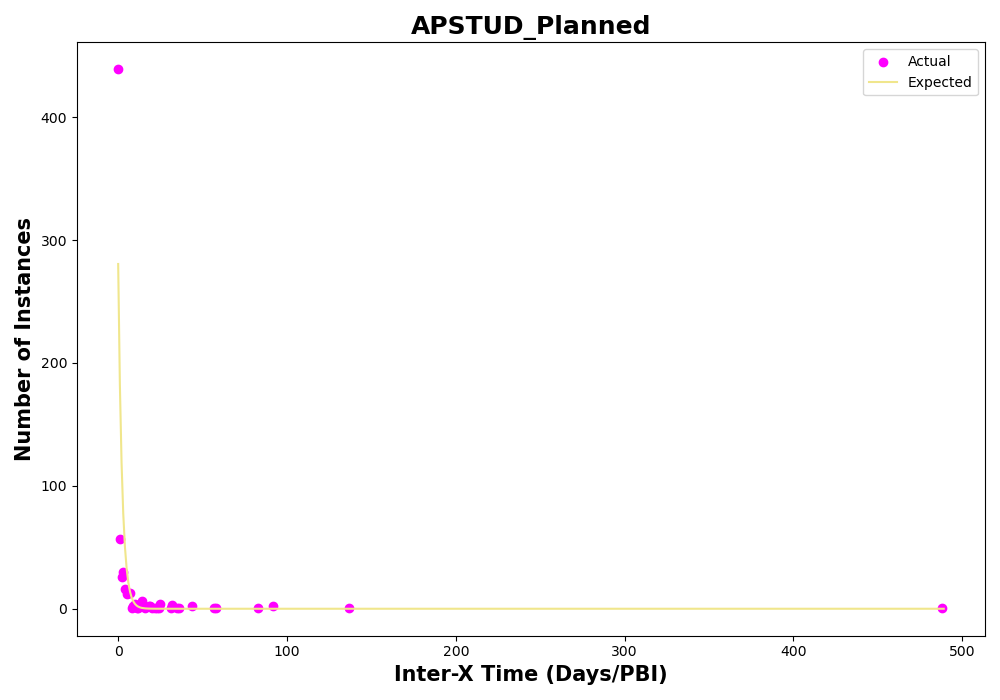 APSTUD_Planned
Actual
Expected
Number of Instances
400
300
200
100
0
0
100
200
300
400
500
Inter-X Time (Days/PBI)